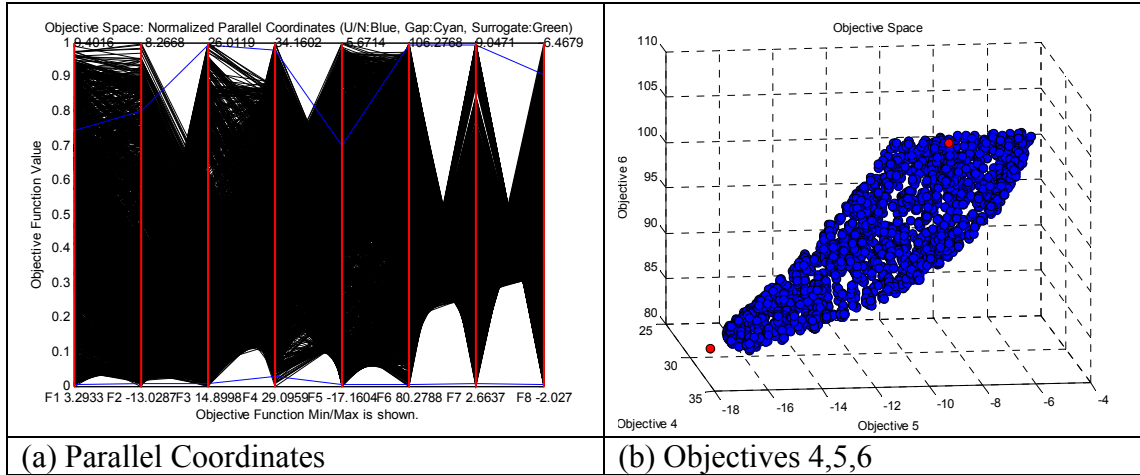 Objective Space: Normalized Parallel Coordinates (U/N:Blue, Gap:Cyan, Surrogate:Green)
9.4016 8.2668 26.0119 34.1602 -5.6714 106.2768 9.0471 6.4679
1
0.9
0.8
0.7
0.6
0.5
0.4
0.3
0.2
0.1
0
Objective Function Value
F1 3.2933 F2 -13.0287 F3 14.8998 F4 29.0959 F5 -17.1604 F6 80.2788 F7 2.6637 F8 -2.027
Objective Function Min/Max is shown.
(a) Parallel Coordinates
Objective Space
110
105
100
95
90
85
80
Objective 6
25
30
35
Objective 4
-18 -16 -14 -12 -10 -8 -6 -4
Objective 5
(b) Objectives 4,5,6